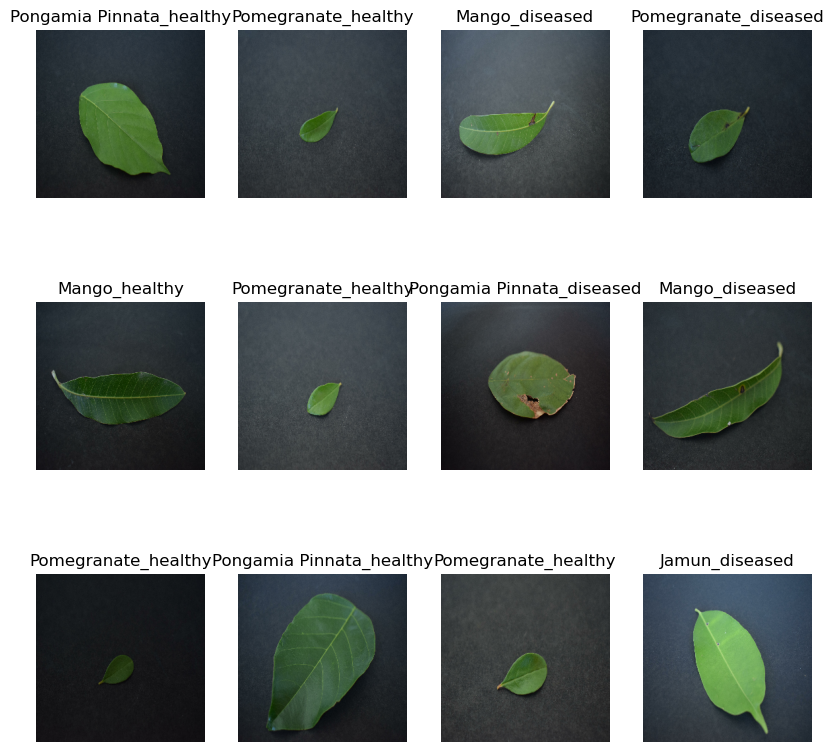 Pongamia Pinnata_healthy
Pomegranate_healthy
Mango_diseased
Pomegranate_diseased
Mango_healthy
Pomegranate_healthy
Pongamia Pinnata_diseased
Mango_diseased
Pomegranate_healthy
Pongamia Pinnata_healthy
Pomegranate_healthy
Jamun_diseased